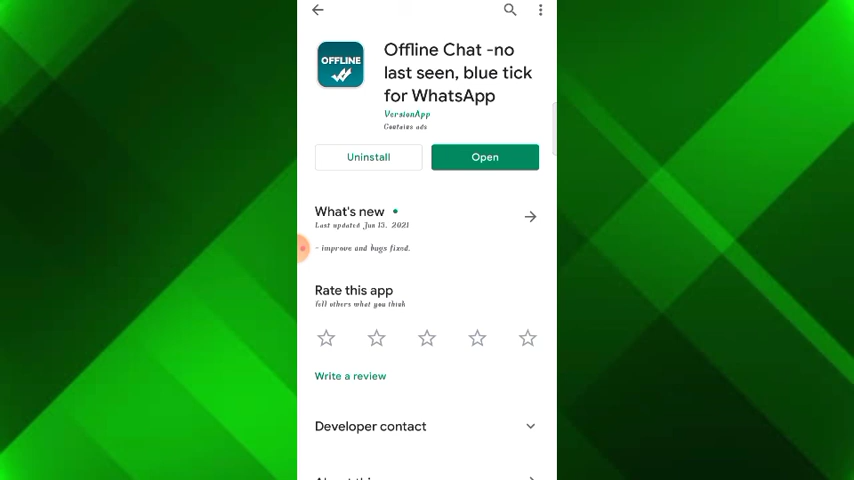 OFFLINE
Offline Chat -no
last seen, blue tick
for WhatsApp
VersionApp
Contains ads
Uninstall
Open
What's new
Last updated Jun 13, 2021
- improve and bugs fixed.
Rate this app
Tell others what you think
Write a review
Developer contact